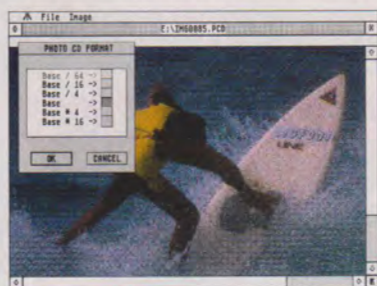 File Image
E:\IMG0085.PCD
PHOTO CD FORMAT
Base / 64 ->
Base / 16 ->
Base / 4 ->
Base ->
Base * 4 ->
Base * 16 ->
OK CANCEL